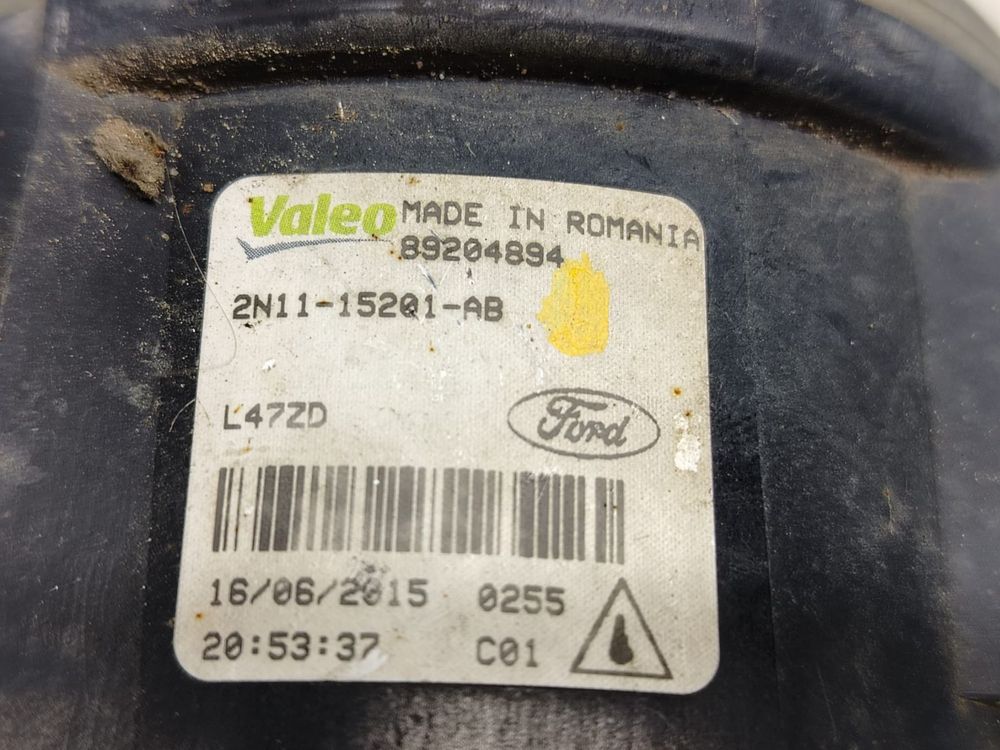 Valeo MADE IN ROMANIA
89204894
2N11-15201-AB
L47ZD
Ford
16/06/2015 0255
20:53:37 C01